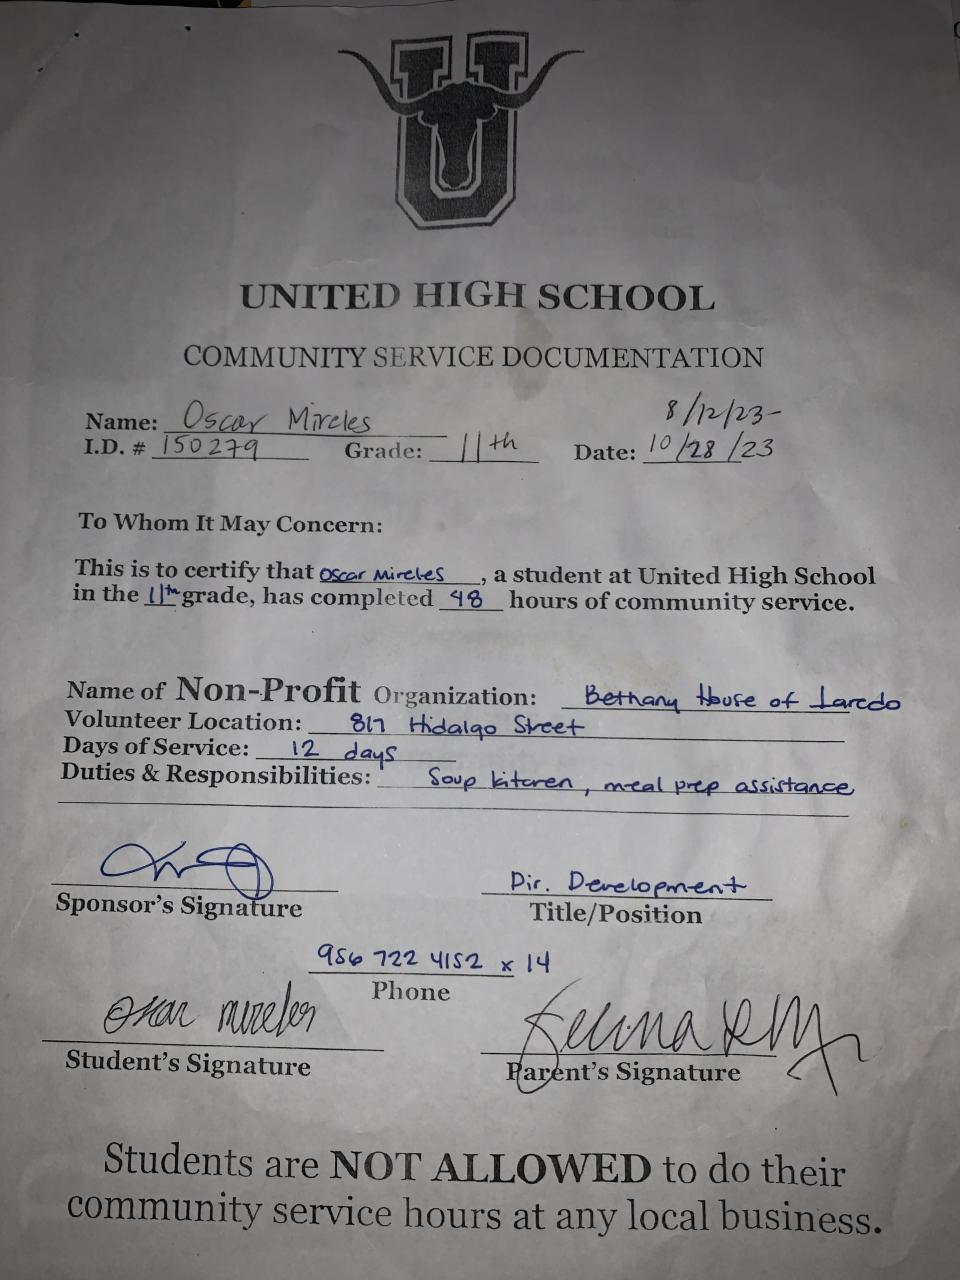 U
UNITED HIGH SCHOOL
COMMUNITY SERVICE DOCUMENTATION
8/12/23-
Name: Oscar Mireles
I.D. # 150279 Grade: 11th Date: 10/28/23
To Whom It May Concern:
This is to certify that Oscar Mireles, a student at United High School
in the 11th grade, has completed 48 hours of community service.
Name of Non-Profit Organization: Bethany House of Laredo
Volunteer Location: 817 Hidalgo Street
Days of Service: 12 days
Duties & Responsibilities: Soup kitchen, meal prep assistance
Dir. Development
Sponsor's Signature Title/Position
956 722 4152 x 14
Phone
Oscar Mireles
Student's Signature Parent's Signature
Students are NOT ALLOWED to do their
community service hours at any local business.